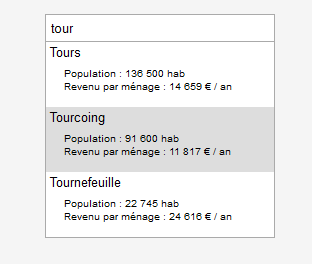 tour
Tours
Population : 136 500 hab
Revenu par ménage : 14 659 € / an
Tourcoing
Population : 91 600 hab
Revenu par ménage : 11 817 € / an
Tournefeuille
Population : 22 745 hab
Revenu par ménage : 24 616 € / an